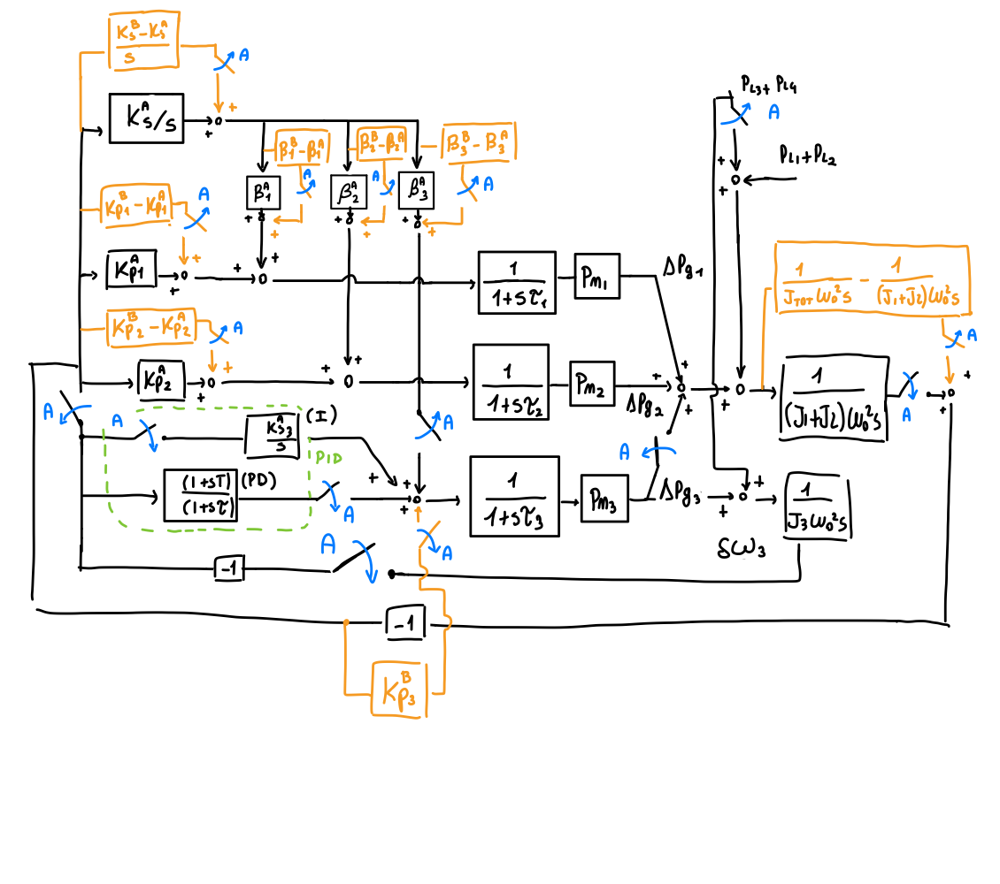 K_s^B - K_s^A / s
A
+
K_s^A/s
+
P_L3 + P_L4
A
β_1^B - β_1^A
β_2^B - β_2^A
β_3^B - β_3^A
A
A
A
+
P_L1 + P_L2
+
β_1^A
β_2^A
β_3^A
K_p1^B - K_p1^A
A
+
+
+
+
+
+
+
K_p1^A
+
+
+
1 / 1+sτ_1
P_m1
ΔP_g1
1 / J_TOT ω_0^2 s - 1 / (J_1+J_2) ω_0^2 s
K_p2^B - K_p2^A
A
A
+
K_p2^A
+
+
+
1 / 1+sτ_2
P_m2
ΔP_g2
+
+
+
+
1 / (J_1+J_2) ω_0^2 s
A
+
+
A
A
K_s3^A / s
(I)
PID
A
A
(1+sT) / (1+sτ)
(PD)
A
+
+
+
1 / 1+sτ_3
P_m3
ΔP_g3
+
+
1 / J_3 ω_0^2 s
A
A
δω_3
-1
-1
K_p3^B